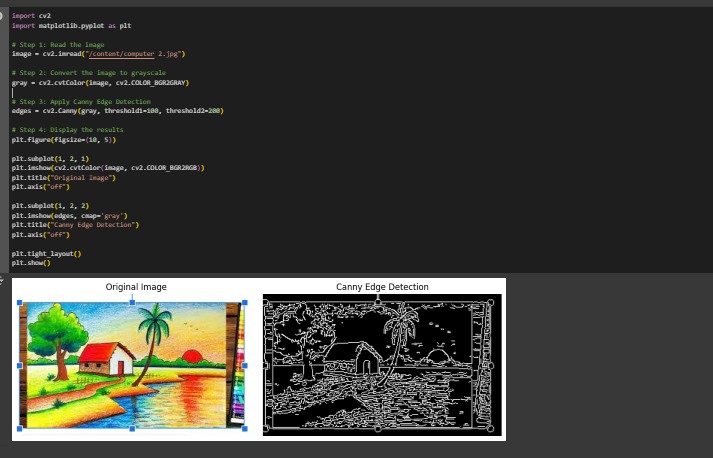 import cv2
import matplotlib.pyplot as plt
# Step 1: Read the image
image = cv2.imread("/content/computer 2.jpg")
# Step 2: Convert the image to grayscale
gray = cv2.cvtColor(image, cv2.COLOR_BGR2GRAY)
# Step 3: Apply Canny Edge Detection
edges = cv2.Canny(gray, threshold1=100, threshold2=200)
# Step 4: Display the results
plt.figure(figsize=(10, 5))
plt.subplot(1, 2, 1)
plt.imshow(cv2.cvtColor(image, cv2.COLOR_BGR2RGB))
plt.title("Original Image")
plt.axis("off")
plt.subplot(1, 2, 2)
plt.imshow(edges, cmap='gray')
plt.title("Canny Edge Detection")
plt.axis("off")
plt.tight_layout()
plt.show()
Original Image
Canny Edge Detection